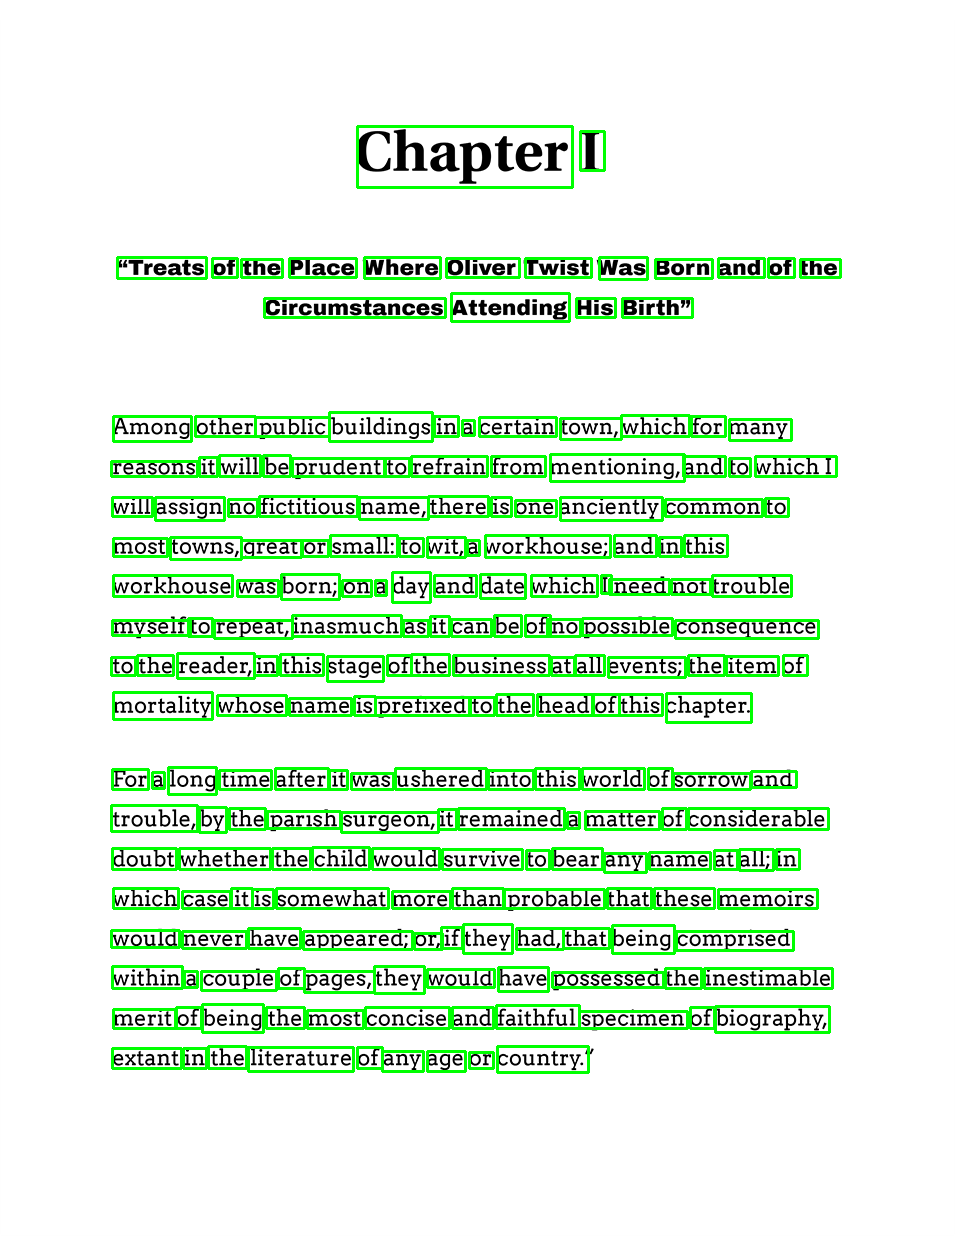 Chapter I
“Treats of the Place Where Oliver Twist Was Born and of the
Circumstances Attending His Birth”
Among other public buildings in a certain town, which for many
reasons it will be prudent to refrain from mentioning, and to which I
will assign no fictitious name, there is one anciently common to
most towns, great or small: to wit, a workhouse; and in this
workhouse was born; on a day and date which I need not trouble
myself to repeat, inasmuch as it can be of no possible consequence
to the reader, in this stage of the business at all events; the item of
mortality whose name is prefixed to the head of this chapter.
For a long time after it was ushered into this world of sorrow and
trouble, by the parish surgeon, it remained a matter of considerable
doubt whether the child would survive to bear any name at all; in
which case it is somewhat more than probable that these memoirs
would never have appeared; or, if they had, that being comprised
within a couple of pages, they would have possessed the inestimable
merit of being the most concise and faithful specimen of biography,
extant in the literature of any age or country.”